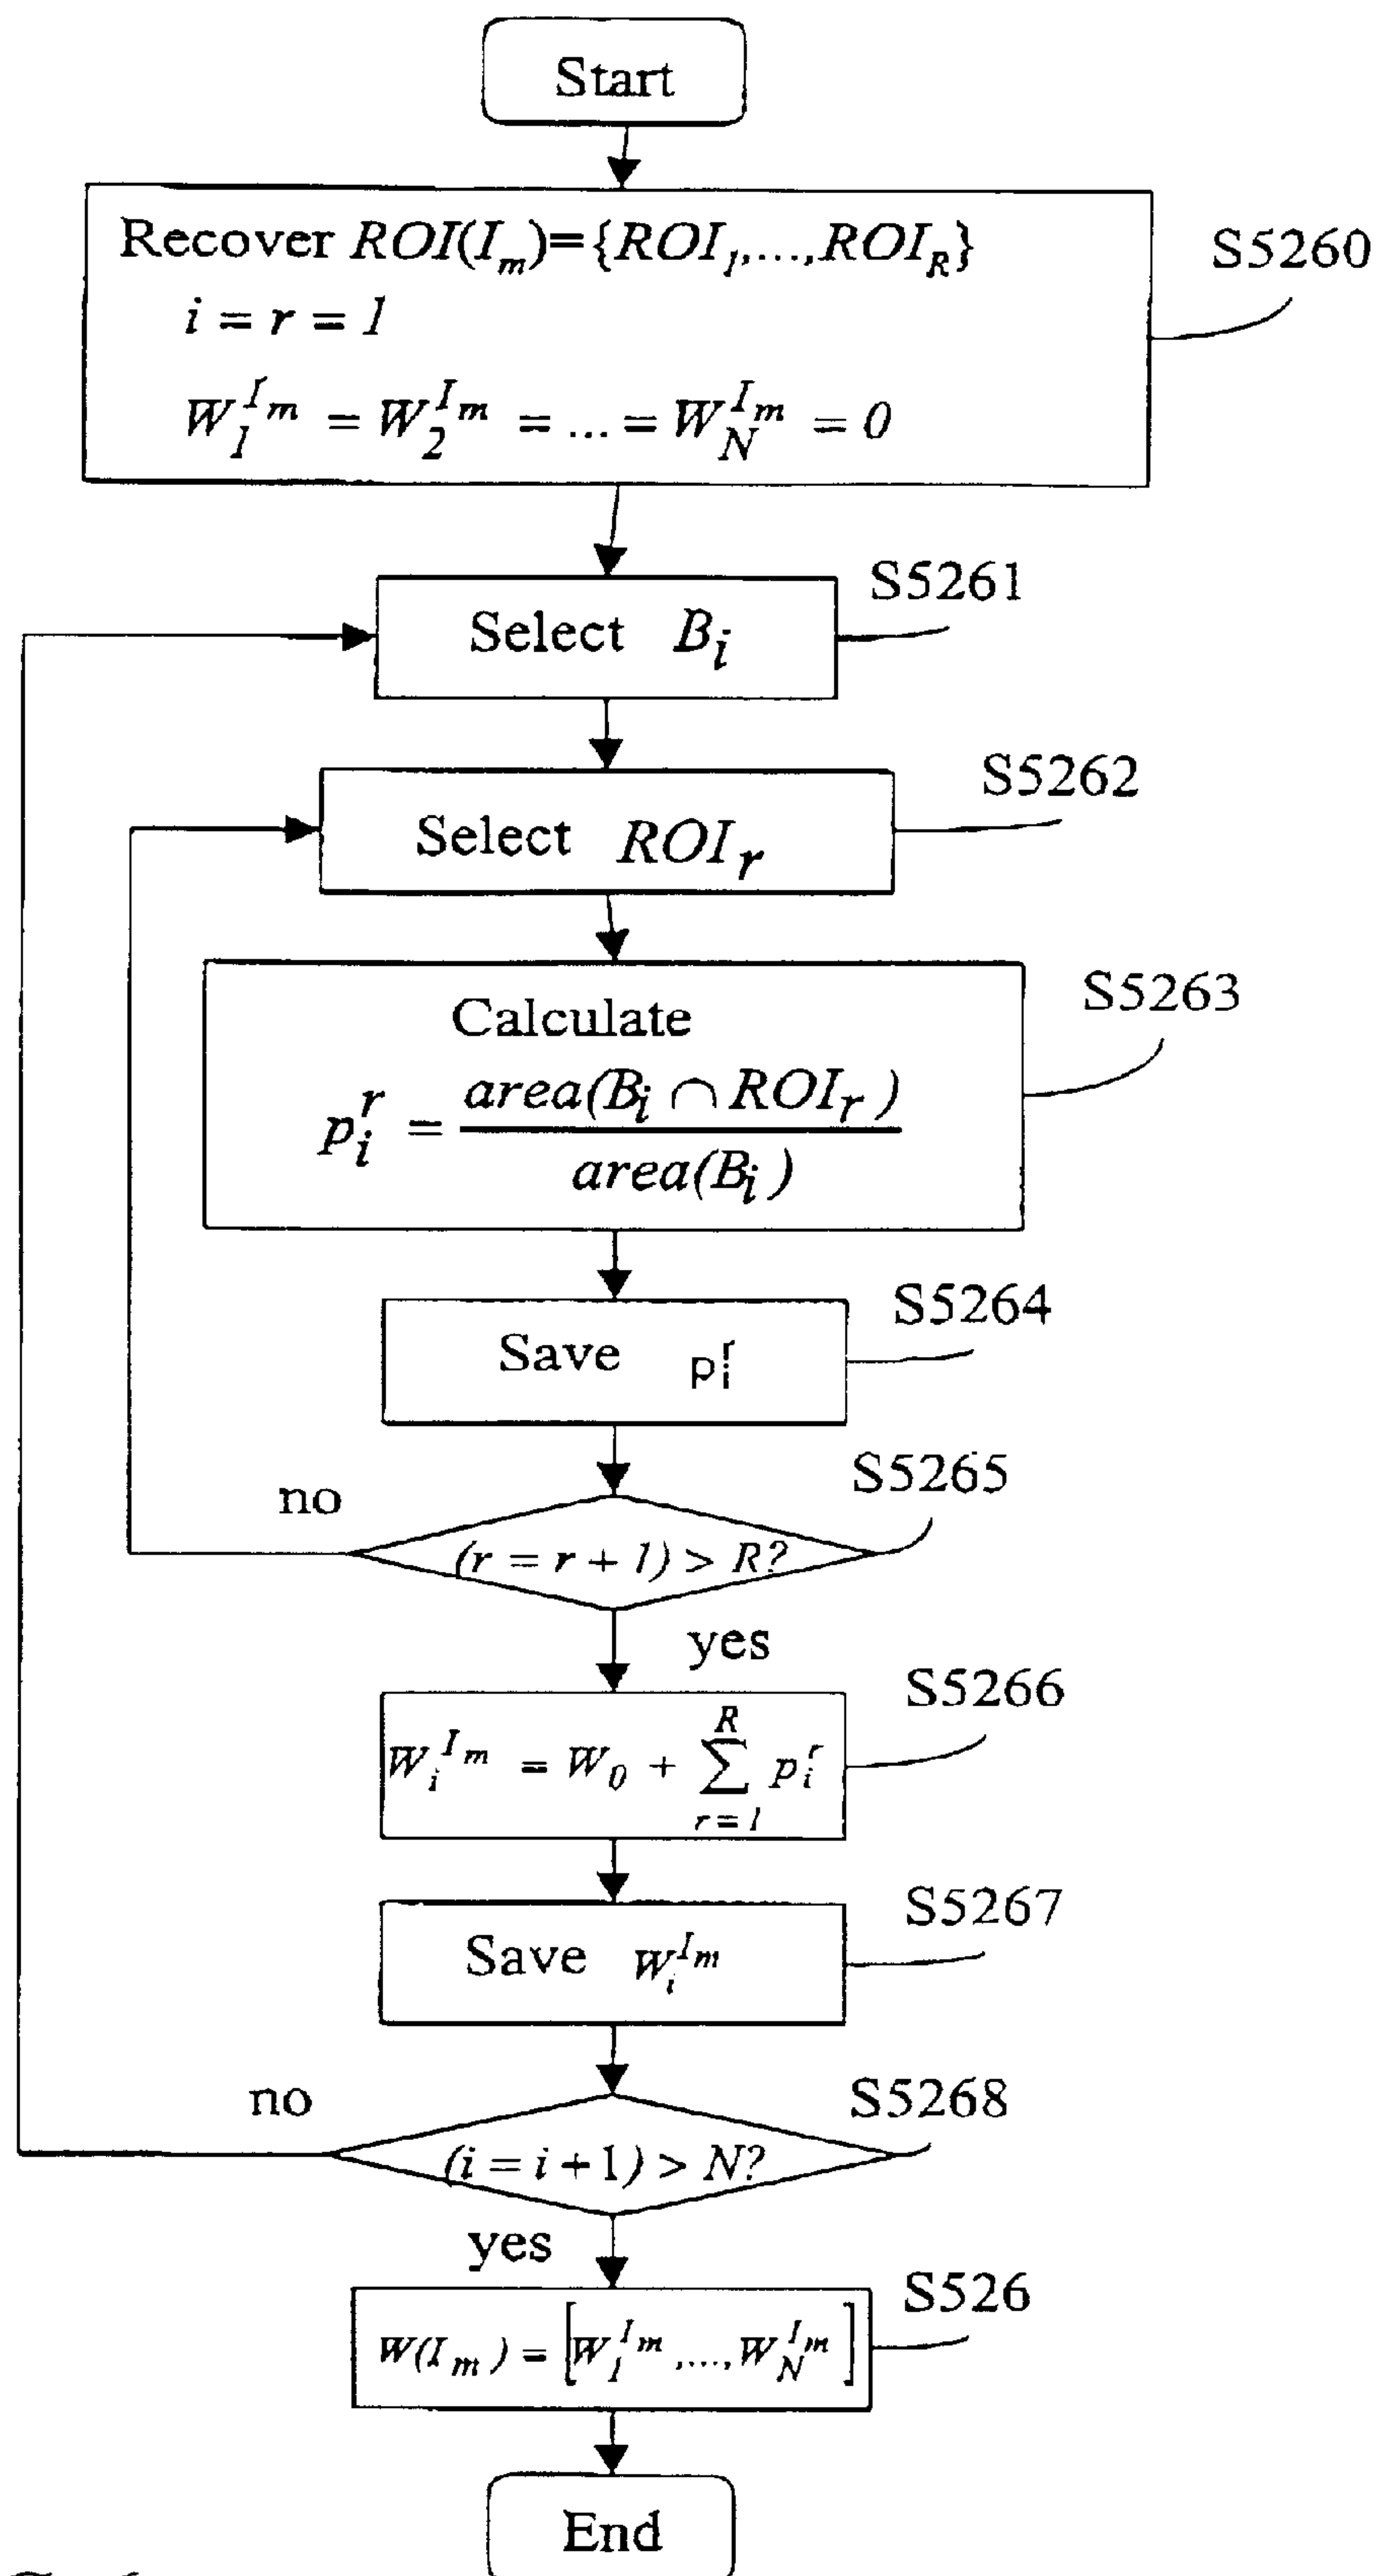 Start
Recover ROI(I_m)={ROI_1,...,ROI_R}
i = r = 1
W_1^{I_m} = W_2^{I_m} = ... = W_N^{I_m} = 0
S5260
Select B_i
S5261
Select ROI_r
S5262
Calculate
p_i^r = area(B_i ∩ ROI_r) / area(B_i)
S5263
Save p_i^r
S5264
(r = r + 1) > R?
S5265
no
yes
W_i^{I_m} = W_0 + ∑_{r=1}^{R} p_i^r
S5266
Save W_i^{I_m}
S5267
(i = i + 1) > N?
S5268
no
yes
W(I_m) = [W_1^{I_m},...,W_N^{I_m}]
S526
End